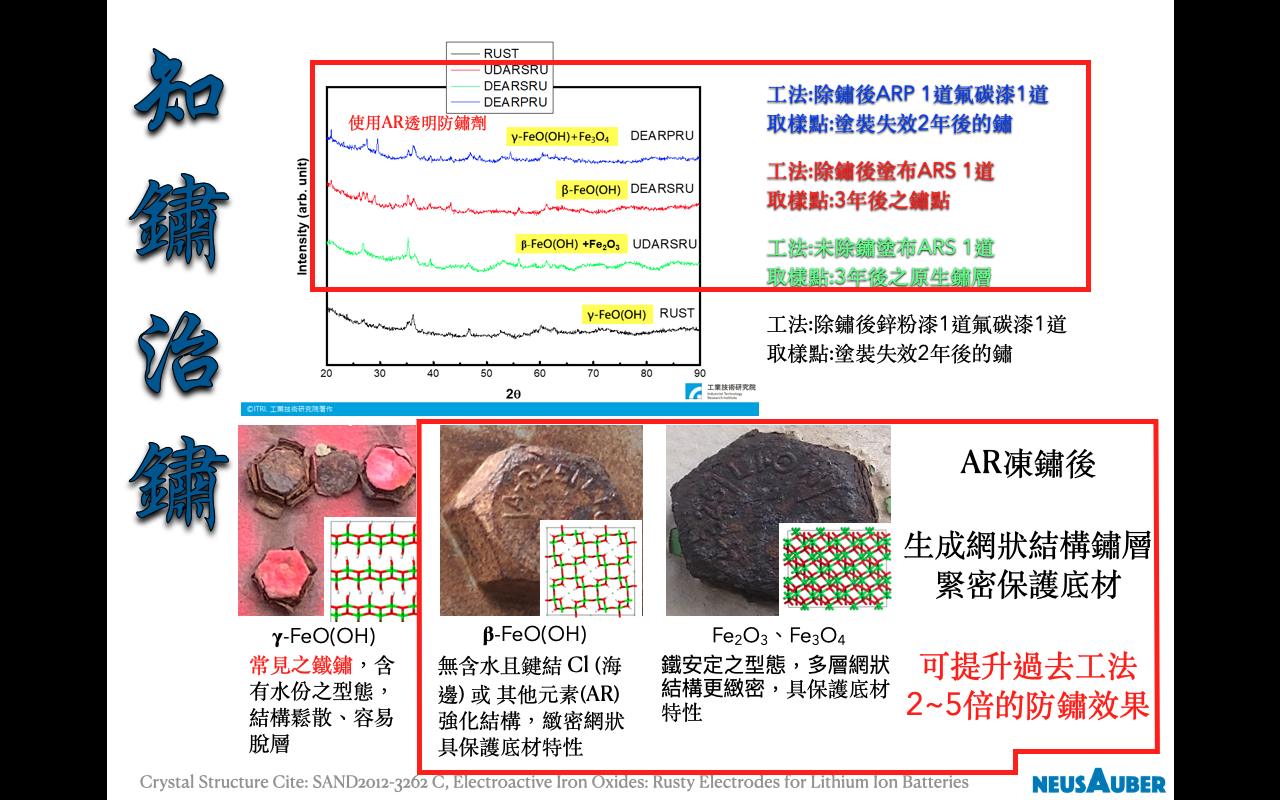 知
鏽
治
鏽
RUST
UDARSRU
DEARSRU
DEARPRU
使用AR透明防鏽劑
γ-FeO(OH)+Fe₃O₄
DEARPRU
β-FeO(OH)
DEARSRU
β-FeO(OH) +Fe₂O₃
UDARSRU
γ-FeO(OH)
RUST
Intensity (arb. unit)
20 30 40 50 60 70 80 90
2θ
©ITRI. 工業技術研究院著作
工業技術研究院
Industrial Technology
Research Institute
工法:除鏽後ARP 1道氟碳漆1道
取樣點:塗裝失效2年後的鏽
工法:除鏽後塗布ARS 1道
取樣點:3年後之鏽點
工法:未除鏽塗布ARS 1道
取樣點:3年後之原生鏽層
工法:除鏽後鋅粉漆1道氟碳漆1道
取樣點:塗裝失效2年後的鏽
γ-FeO(OH)
常見之鐵鏽，含
有水份之型態，
結構鬆散、容易
脫層
β-FeO(OH)
無含水且鍵結 Cl (海
邊) 或 其他元素(AR)
強化結構，緻密網狀
具保護底材特性
Fe₂O₃、Fe₃O₄
鐵安定之型態，多層網狀
結構更緻密，具保護底材
特性
AR凍鏽後
生成網狀結構鏽層
緊密保護底材
可提升過去工法
2~5倍的防鏽效果
Crystal Structure Cite: SAND2012-3262 C, Electroactive Iron Oxides: Rusty Electrodes for Lithium Ion Batteries
NEUSAUBER